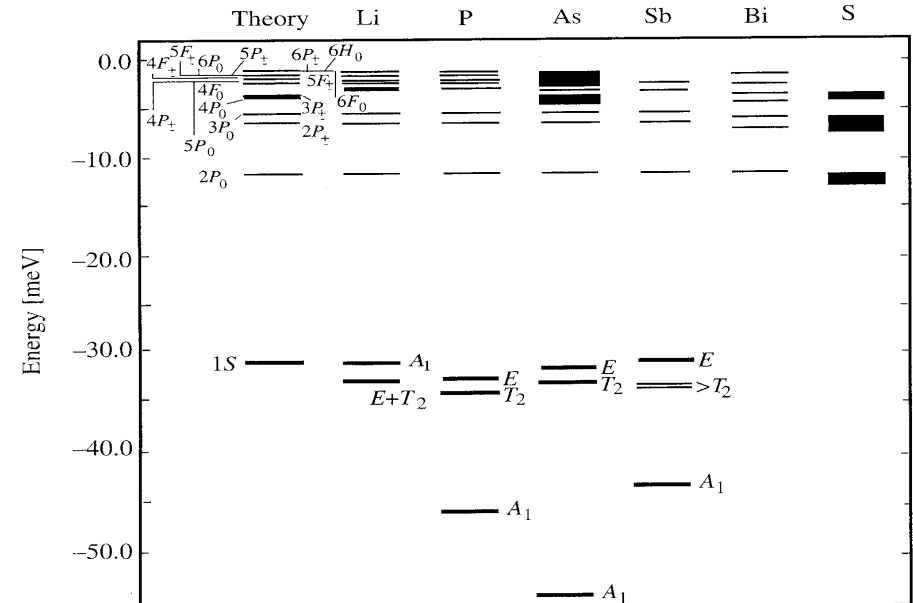 Theory Li P As Sb Bi S
0.0
5F± 5P± 6P± 6H₀
4F± 6P₀
5F±
4F₀
4P₀ 3P± 6F₀
4P± 3P₀ 2P±
5P₀
−10.0
2P₀
−20.0
Energy [meV]
−30.0
1S A₁ E E E
E+T₂ T₂ T₂ >T₂
−40.0
A₁
A₁
−50.0
A₁